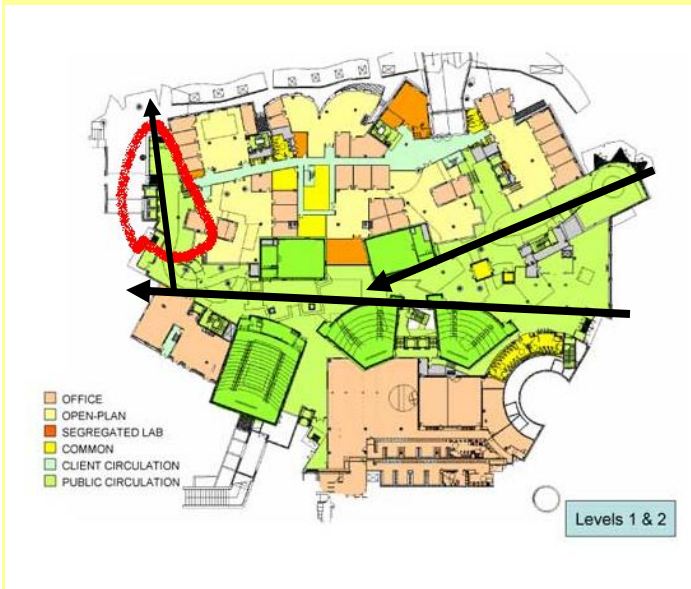 OFFICE
OPEN-PLAN
SEGREGATED LAB
COMMON
CLIENT CIRCULATION
PUBLIC CIRCULATION
Levels 1 & 2